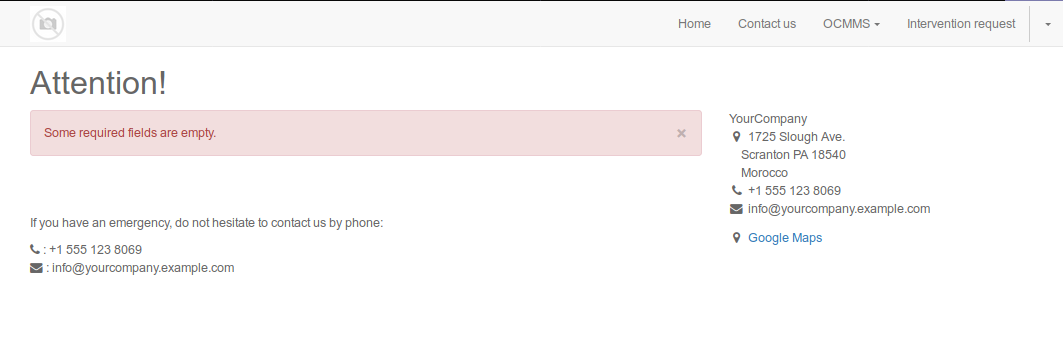 Home Contact us OCMMS Intervention request
Attention!
Some required fields are empty. ×
If you have an emergency, do not hesitate to contact us by phone:
: +1 555 123 8069
: info@yourcompany.example.com
YourCompany
1725 Slough Ave.
Scranton PA 18540
Morocco
+1 555 123 8069
info@yourcompany.example.com
Google Maps